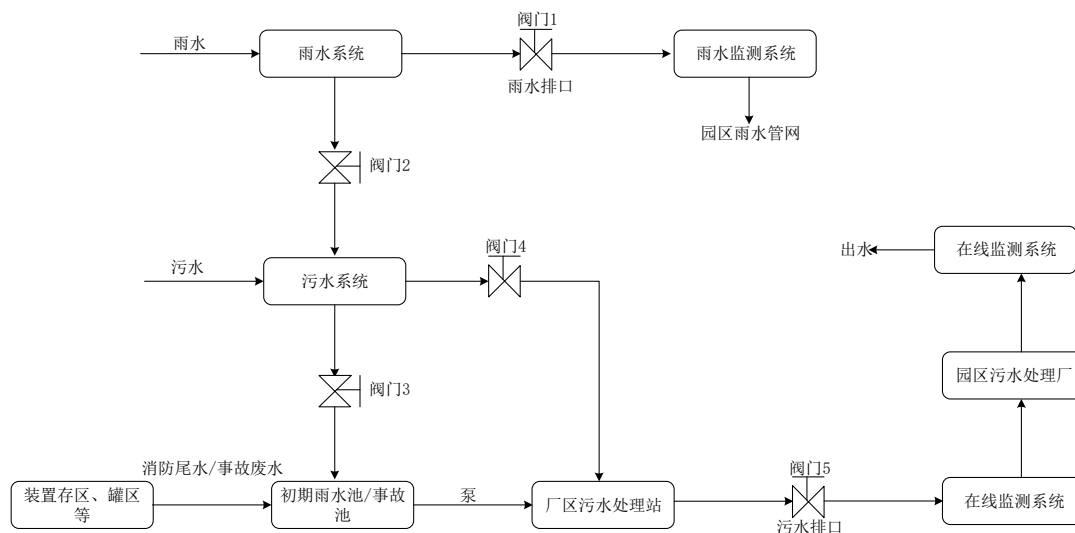 阀门1
雨水
雨水系统
雨水监测系统
雨水排口
园区雨水管网
阀门2
阀门4
出水
在线监测系统
污水
污水系统
园区污水处理厂
阀门3
消防尾水/事故废水
阀门5
装置存区、罐区
等
初期雨水池/事故
池
泵
厂区污水处理站
污水排口
在线监测系统